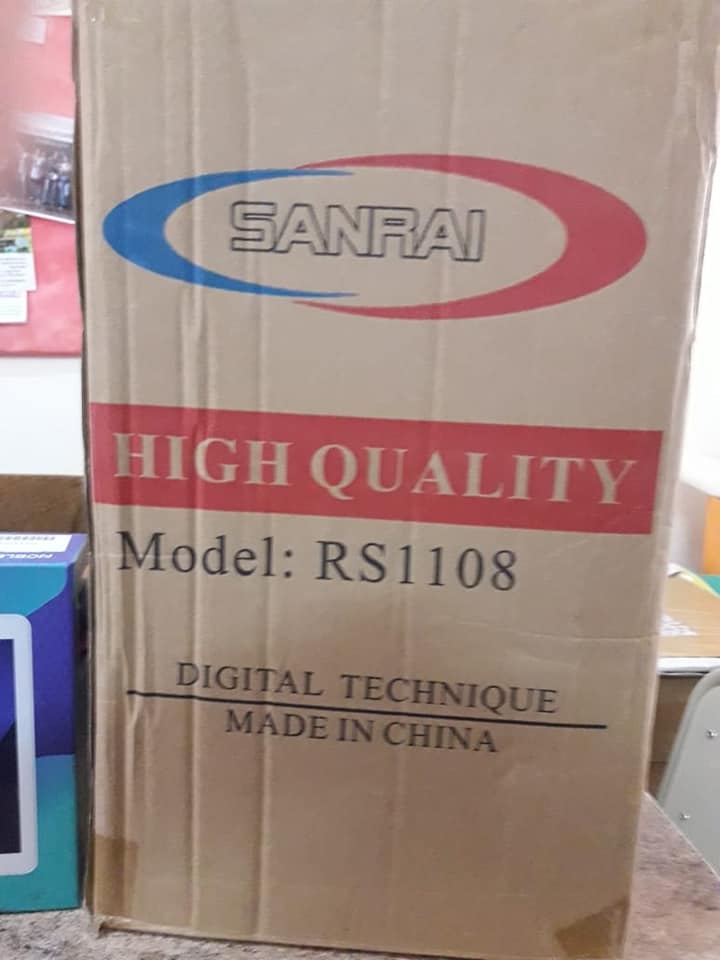 SANRAI
HIGH QUALITY
Model: RS1108
DIGITAL TECHNIQUE
MADE IN CHINA